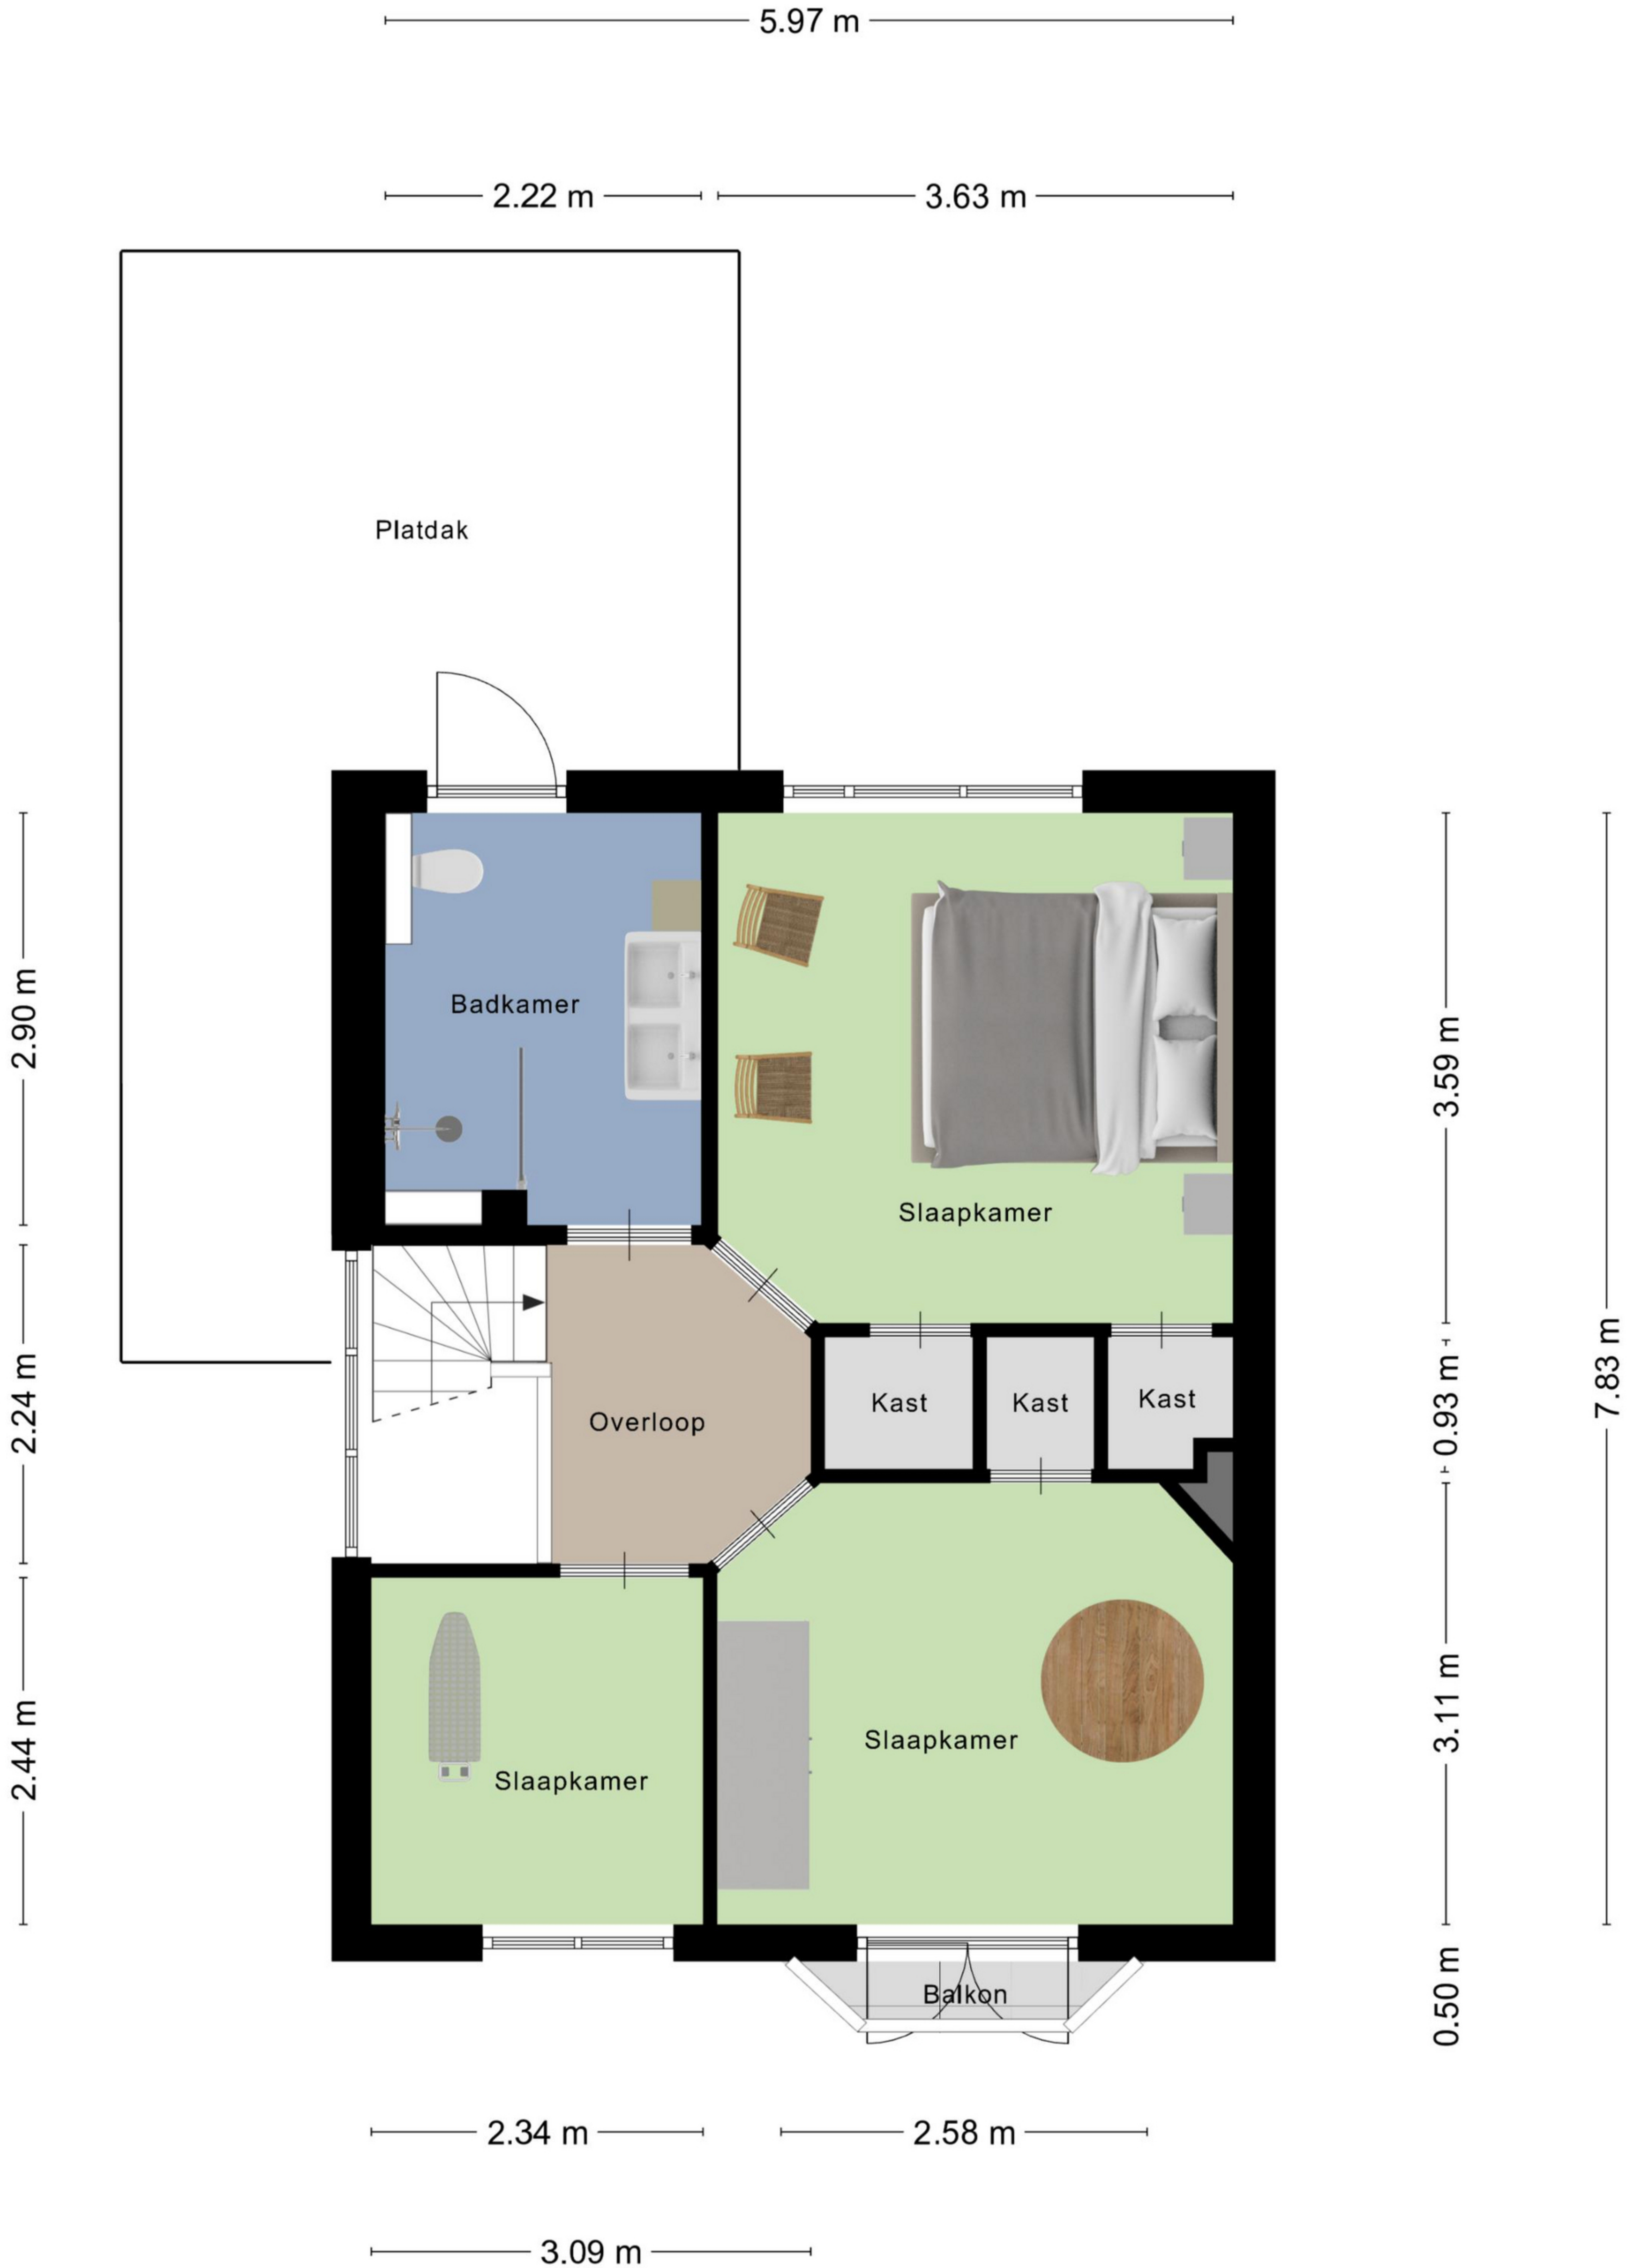 5.97 m
2.22 m
3.63 m
Platdak
2.90 m
Badkamer
3.59 m
Slaapkamer
2.24 m
Overloop
Kast
Kast
Kast
0.93 m
7.83 m
2.44 m
Slaapkamer
Slaapkamer
3.11 m
Balkon
0.50 m
2.34 m
2.58 m
3.09 m